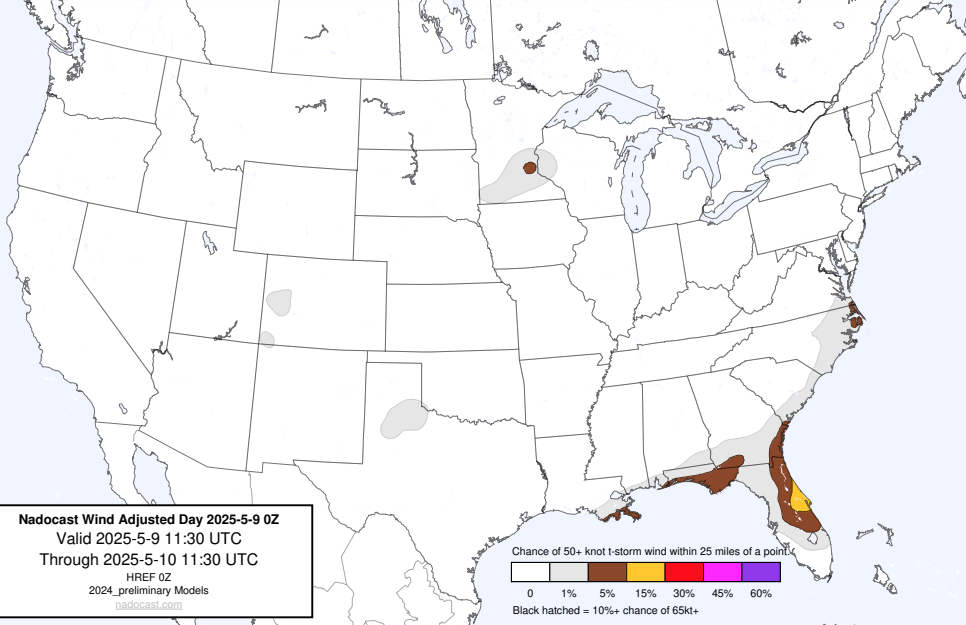 Nadocast Wind Adjusted Day 2025-5-9 0Z
Valid 2025-5-9 11:30 UTC
Through 2025-5-10 11:30 UTC
HREF 0Z
2024_preliminary Models
nadocast.com
Chance of 50+ knot t-storm wind within 25 miles of a point.
0 1% 5% 15% 30% 45% 60%
Black hatched = 10%+ chance of 65kt+